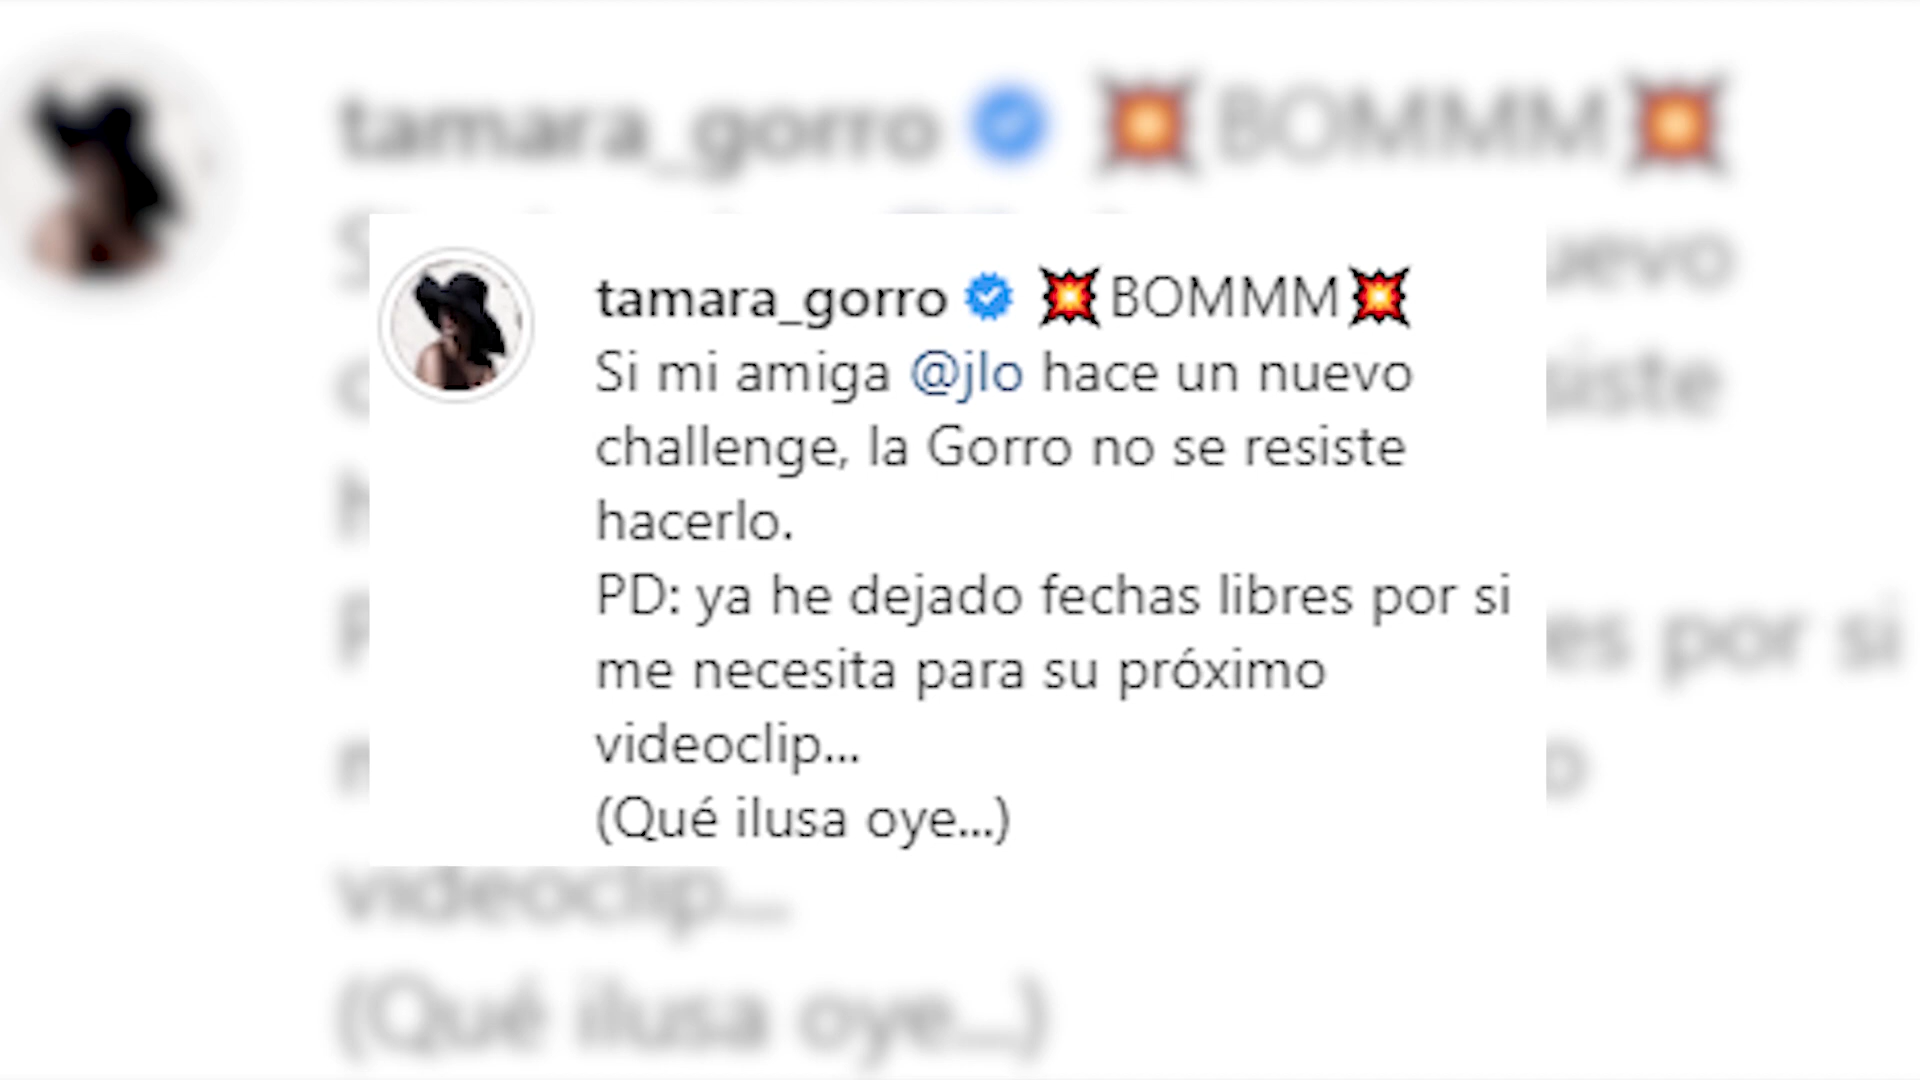 tamara_gorro 💥BOMMM💥
Si mi amiga @jlo hace un nuevo
challenge, la Gorro no se resiste
hacerlo.
PD: ya he dejado fechas libres por si
me necesita para su próximo
videoclip...
(Qué ilusa oye...)